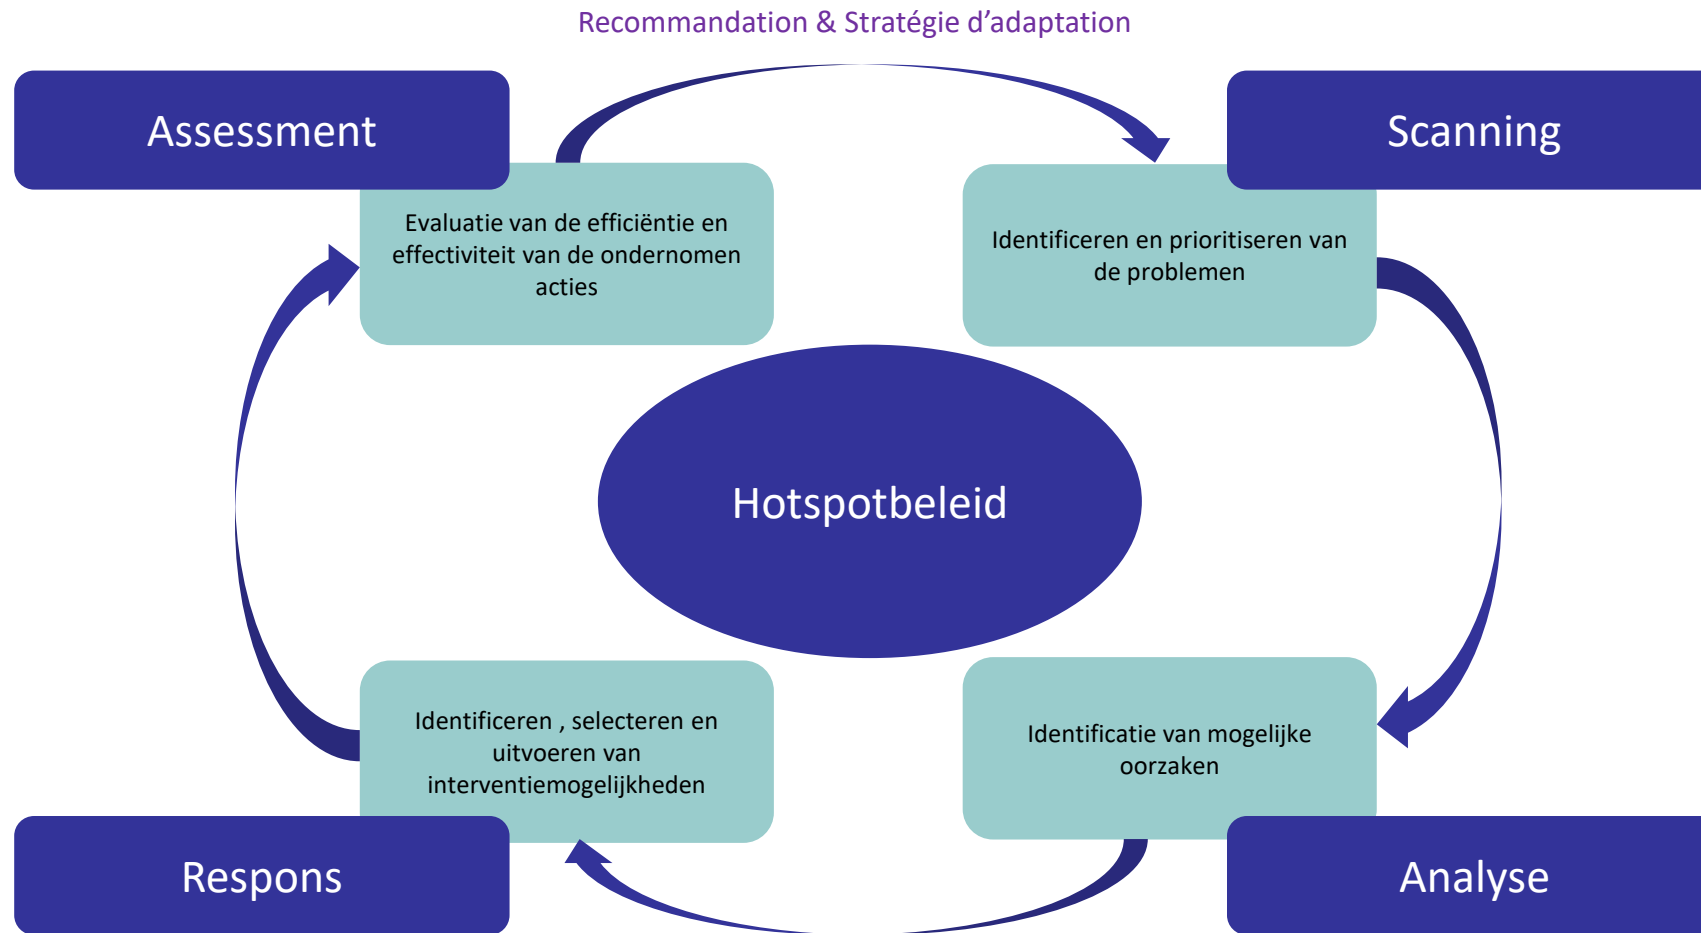 Recommandation & Stratégie d’adaptation
Assessment
Scanning
Evaluatie van de efficiëntie en
effectiviteit van de ondernomen
acties
Identificeren en prioritiseren van
de problemen
Hotspotbeleid
Identificeren , selecteren en
uitvoeren van
interventiemogelijkheden
Identificatie van mogelijke
oorzaken
Respons
Analyse